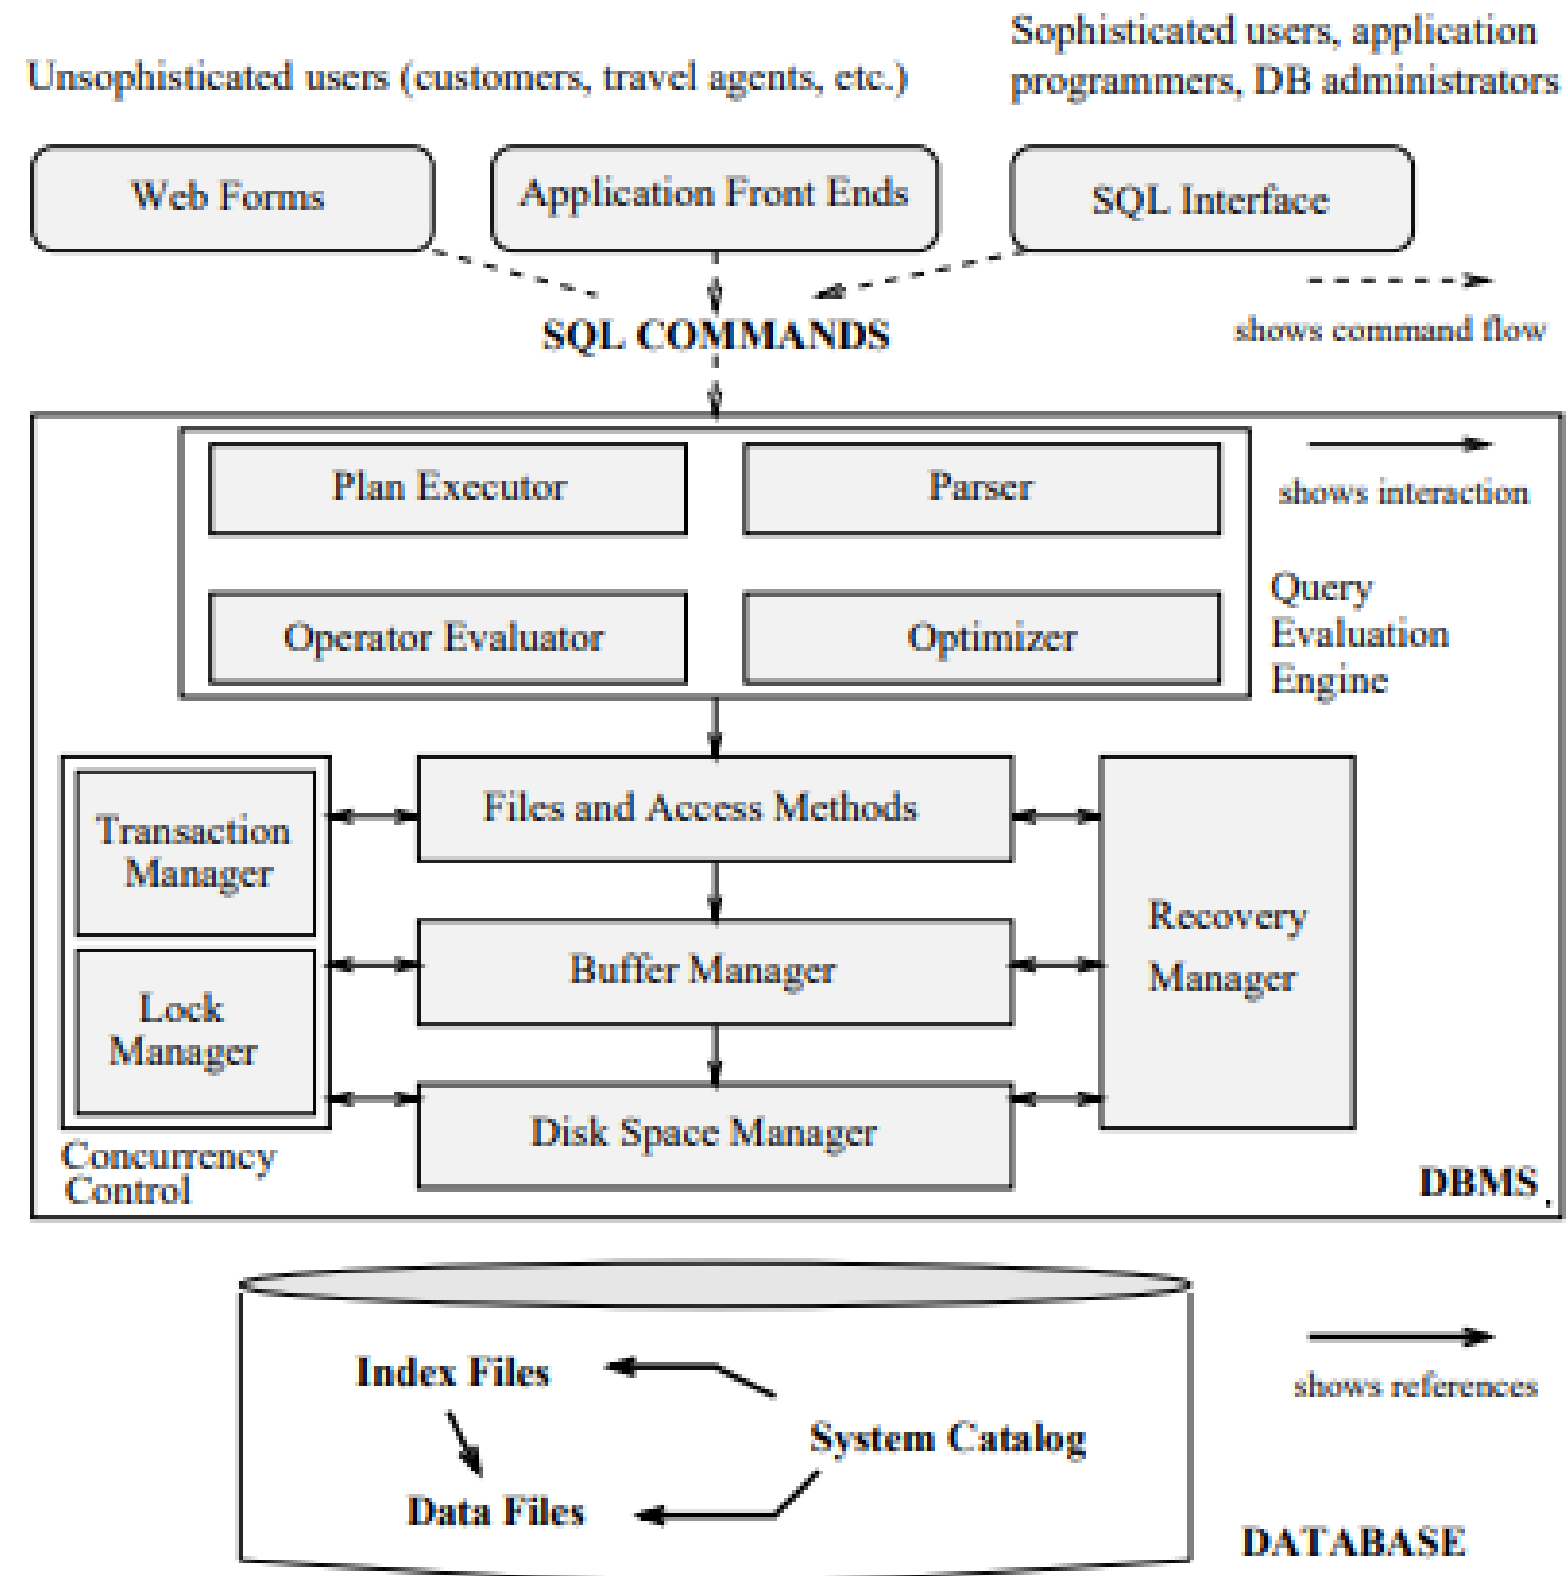 Unsophisticated users (customers, travel agents, etc.)
Sophisticated users, application
programmers, DB administrators
Web Forms
Application Front Ends
SQL Interface
SQL COMMANDS
shows command flow
Plan Executor
Parser
shows interaction
Operator Evaluator
Optimizer
Query
Evaluation
Engine
Transaction
Manager
Files and Access Methods
Recovery
Manager
Buffer Manager
Lock
Manager
Disk Space Manager
Concurrency
Control
DBMS
Index Files
shows references
System Catalog
Data Files
DATABASE